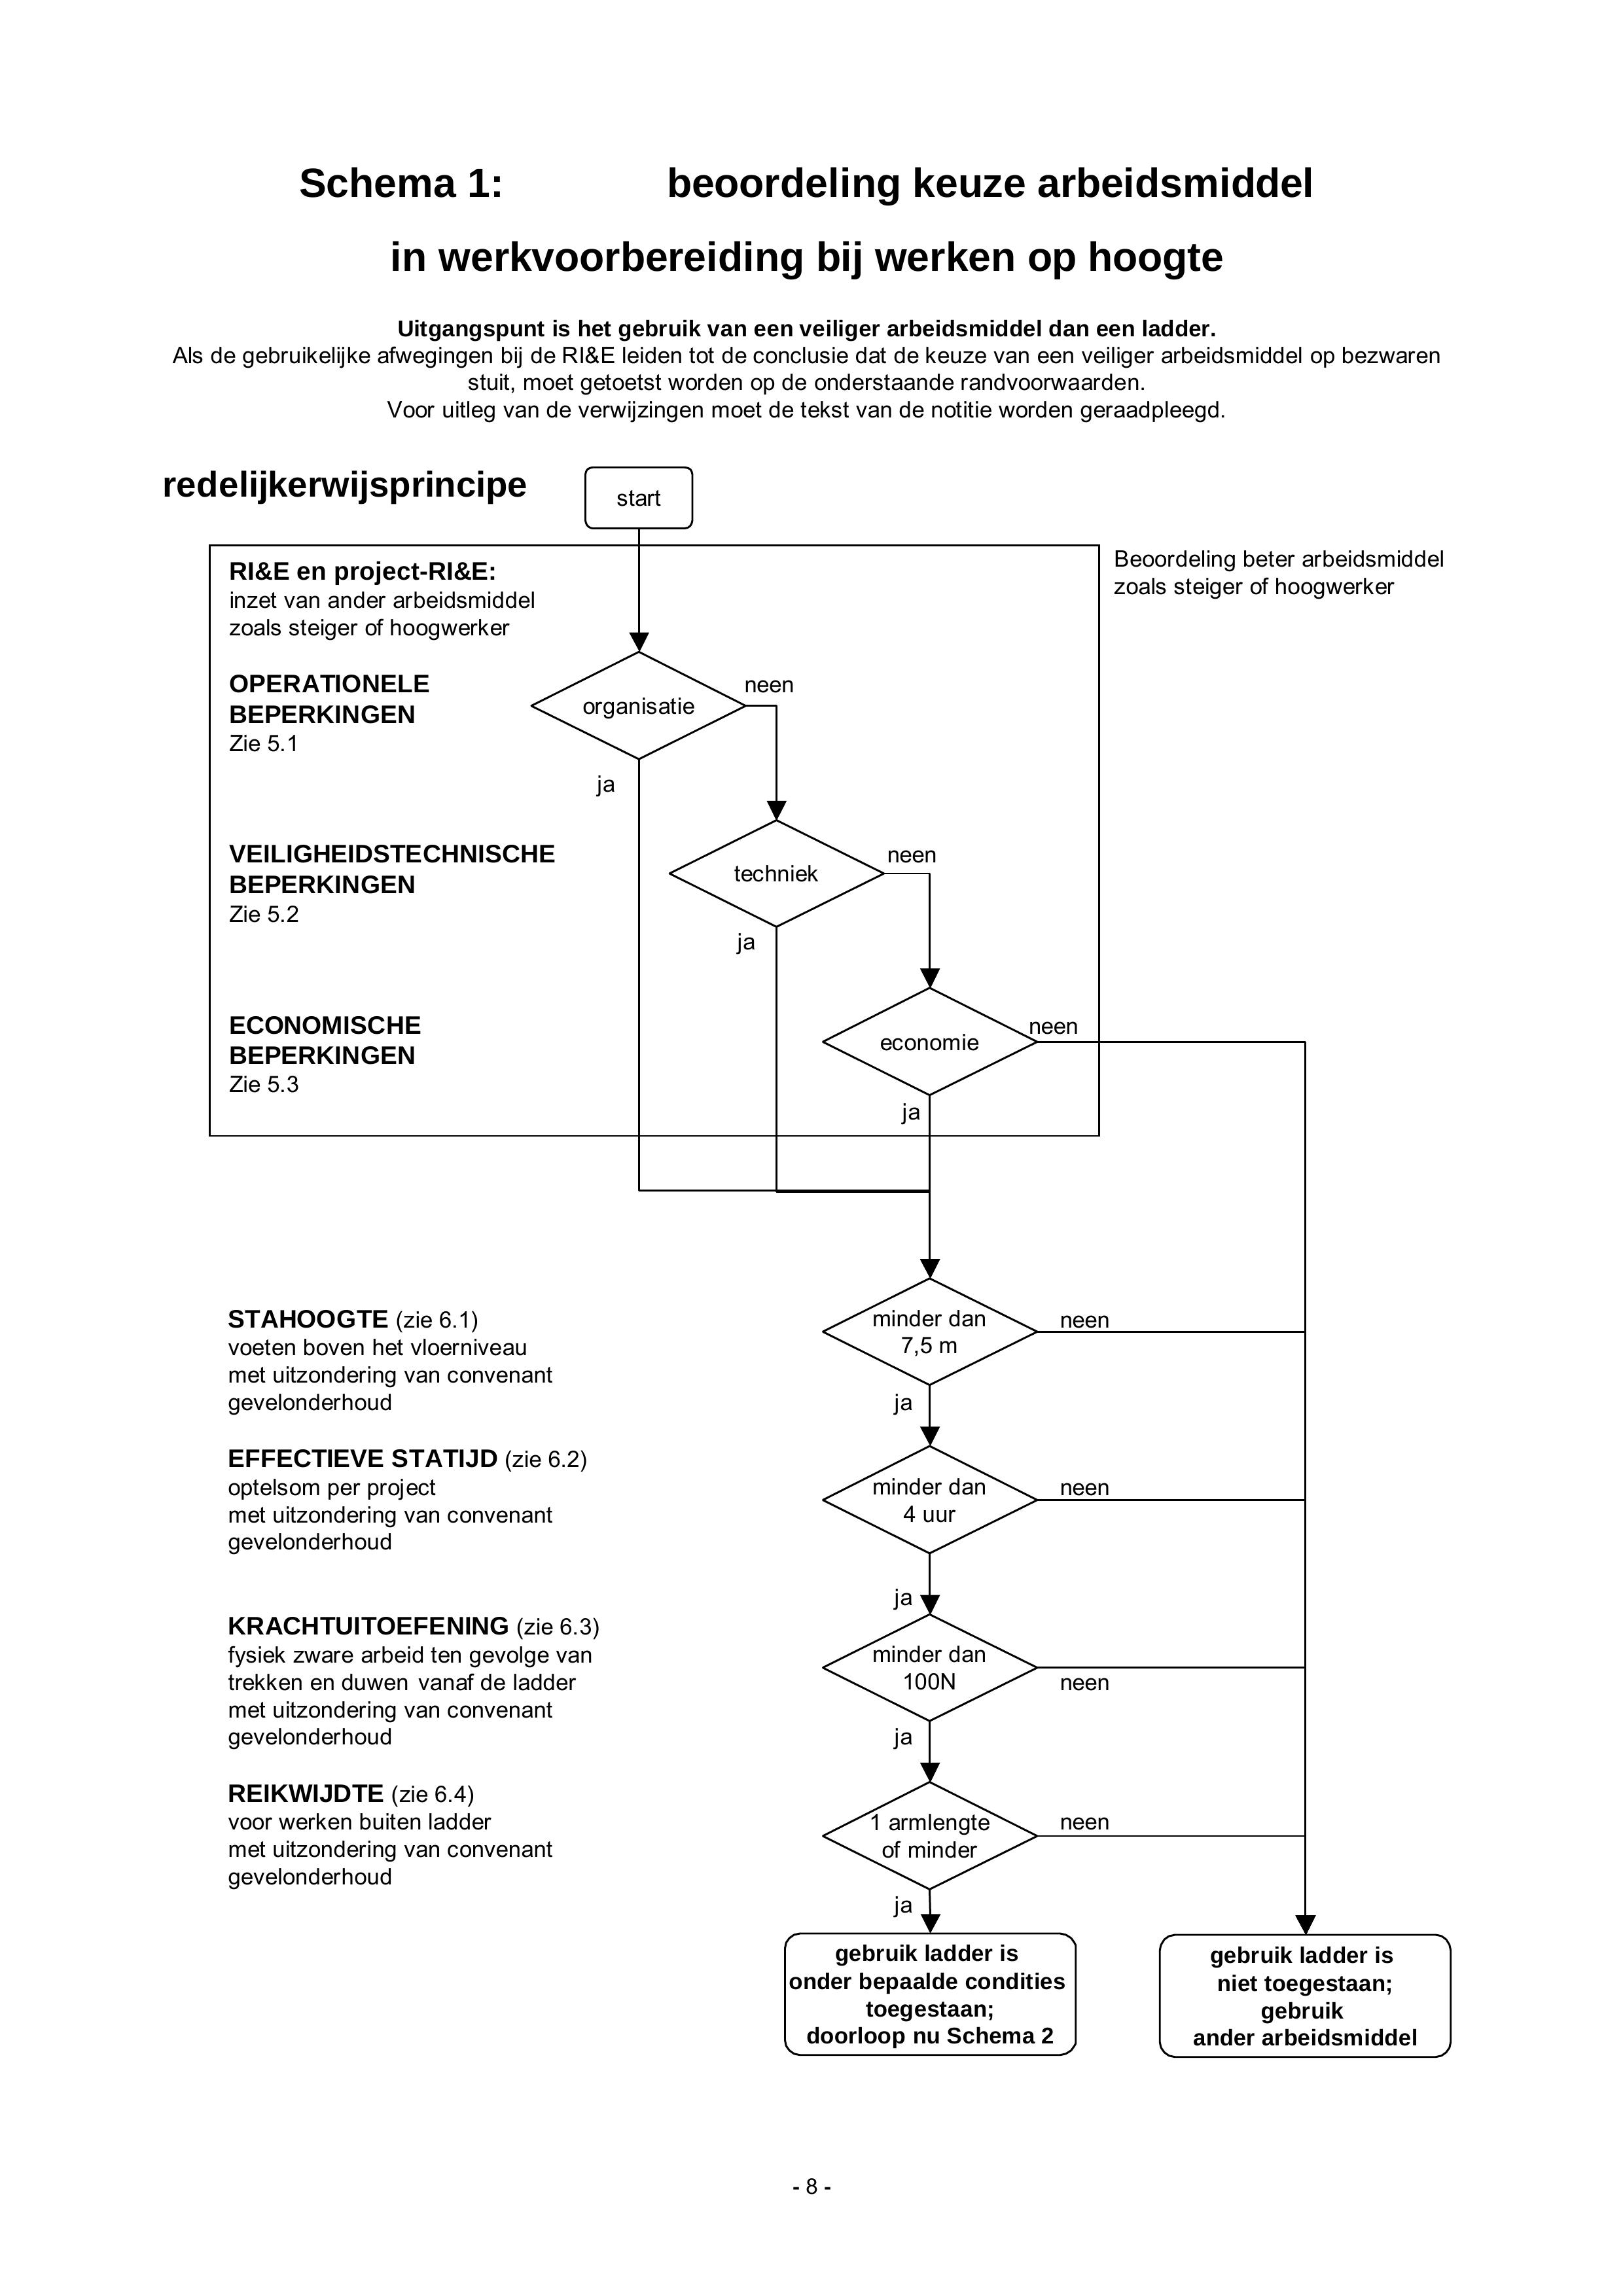 Schema 1: beoordeling keuze arbeidsmiddel
in werkvoorbereiding bij werken op hoogte
Uitgangspunt is het gebruik van een veiliger arbeidsmiddel dan een ladder.
Als de gebruikelijke afwegingen bij de RI&E leiden tot de conclusie dat de keuze van een veiliger arbeidsmiddel op bezwaren
stuit, moet getoetst worden op de onderstaande randvoorwaarden.
Voor uitleg van de verwijzingen moet de tekst van de notitie worden geraadpleegd.
redelijkerwijsprincipe
start
Beoordeling beter arbeidsmiddel
zoals steiger of hoogwerker
RI&E en project-RI&E:
inzet van ander arbeidsmiddel
zoals steiger of hoogwerker
OPERATIONELE
BEPERKINGEN
Zie 5.1
organisatie
neen
ja
VEILIGHEIDSTECHNISCHE
BEPERKINGEN
Zie 5.2
techniek
neen
ja
ECONOMISCHE
BEPERKINGEN
Zie 5.3
economie
neen
ja
STAHOOGTE (zie 6.1)
voeten boven het vloerniveau
met uitzondering van convenant
gevelonderhoud
minder dan
7,5 m
neen
ja
EFFECTIEVE STATIJD (zie 6.2)
optelsom per project
met uitzondering van convenant
gevelonderhoud
minder dan
4 uur
neen
ja
KRACHTUITOEFENING (zie 6.3)
fysiek zware arbeid ten gevolge van
trekken en duwen vanaf de ladder
met uitzondering van convenant
gevelonderhoud
minder dan
100N
neen
ja
REIKWIJDTE (zie 6.4)
voor werken buiten ladder
met uitzondering van convenant
gevelonderhoud
1 armlengte
of minder
neen
ja
gebruik ladder is
onder bepaalde condities
toegestaan;
doorloop nu Schema 2
gebruik ladder is
niet toegestaan;
gebruik
ander arbeidsmiddel
- 8 -